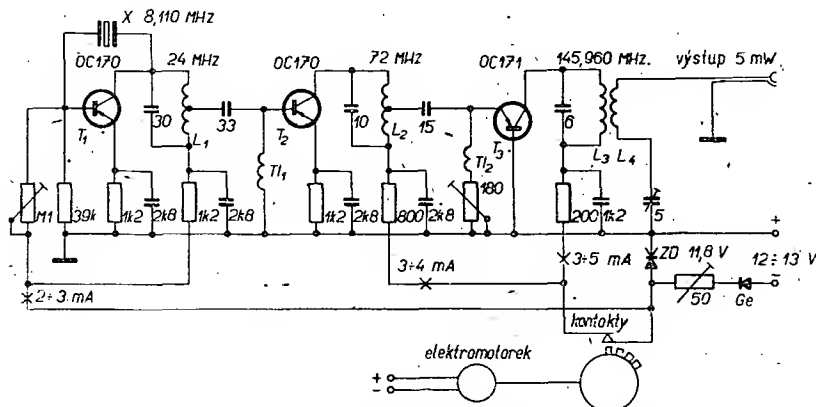 X 8,110 MHz
OC170 24 MHz OC170 72 MHz OC171 145,960 MHz. výstup 5 mW
T1 30 L1 33 T2 10 L2 15 T3 6 L3 L4
Tl1 Tl2
M1 39k 1k2 2k8 1k2 2k8 1k2 2k8 800 2k8 180 200 1k2 5
+
2÷3 mA 3÷4 mA 3÷5 mA ZD 11,8 V 12÷13 V
50 Ge −
kontakty
elektromotorek
+
−